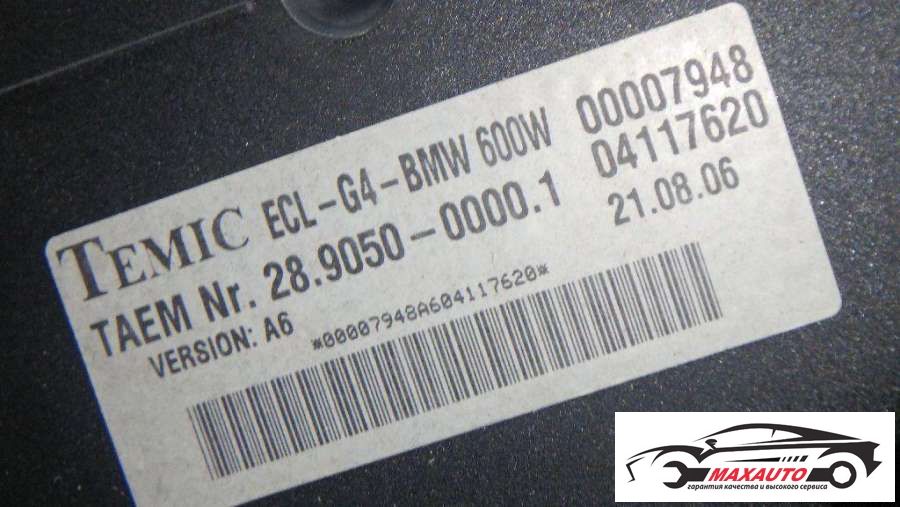 TEMIC ECL-G4-BMW 600W 00007948
TAEM Nr. 28.9050-0000.1 04117620
VERSION: A6 21.08.06
*00007948A604117620*
MAXAUTO
гарантия качества и высокого сервиса